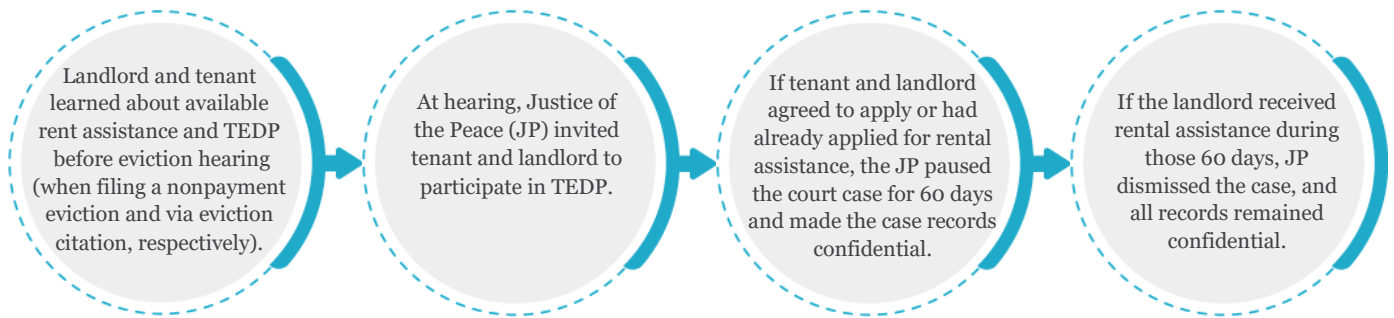 Landlord and tenant
learned about available
rent assistance and TEDP
before eviction hearing
(when filing a nonpayment
eviction and via eviction
citation, respectively).
At hearing, Justice of
the Peace (JP) invited
tenant and landlord to
participate in TEDP.
If tenant and landlord
agreed to apply or had
already applied for rental
assistance, the JP paused
the court case for 60 days
and made the case records
confidential.
If the landlord received
rental assistance during
those 60 days, JP
dismissed the case, and
all records remained
confidential.